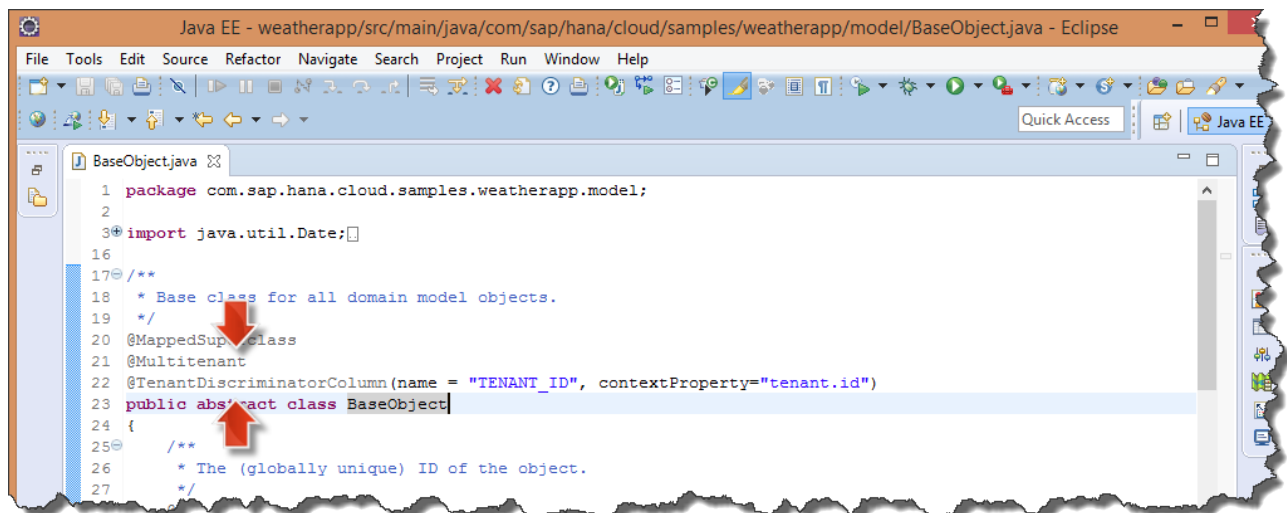 Java EE - weatherapp/src/main/java/com/sap/hana/cloud/samples/weatherapp/model/BaseObject.java - Eclipse
File Tools Edit Source Refactor Navigate Search Project Run Window Help
Quick Access Java EE
BaseObject.java
1 package com.sap.hana.cloud.samples.weatherapp.model;
2
3 import java.util.Date;
16
17 /**
18 * Base class for all domain model objects.
19 */
20 @MappedSuperclass
21 @Multitenant
22 @TenantDiscriminatorColumn(name = "TENANT_ID", contextProperty="tenant.id")
23 public abstract class BaseObject
24 {
25 /**
26 * The (globally unique) ID of the object.
27 */